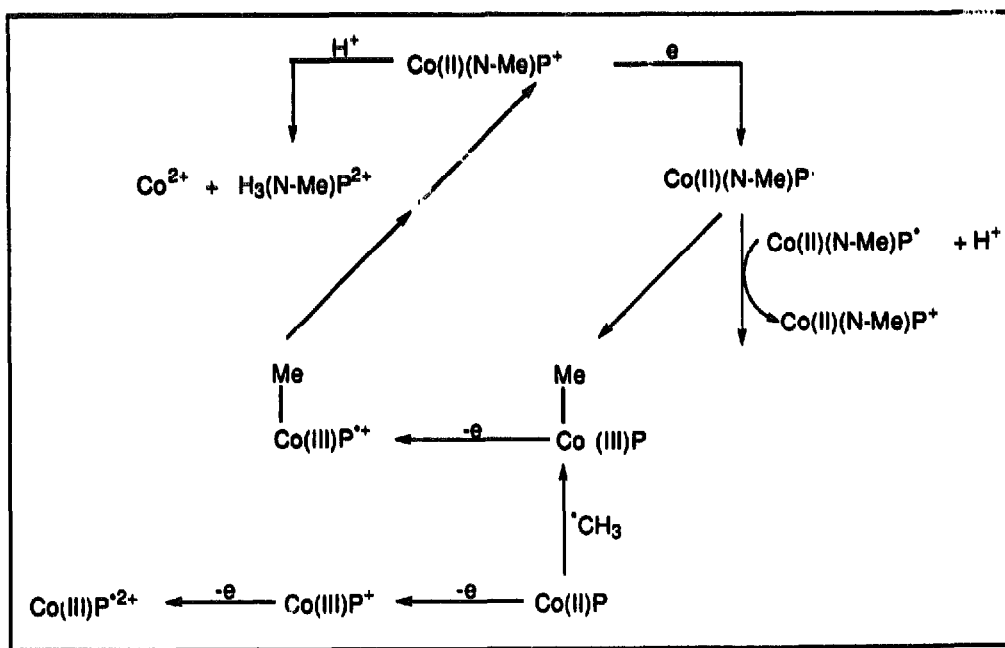 H⁺
Co(II)(N-Me)P⁺
e
Co²⁺ + H₃(N-Me)P²⁺
Co(II)(N-Me)P·
Co(II)(N-Me)P• + H⁺
Co(II)(N-Me)P⁺
Me
Me
Co(III)P•⁺
-e
Co (III)P
•CH₃
Co(III)P•²⁺
-e
Co(III)P⁺
-e
Co(II)P